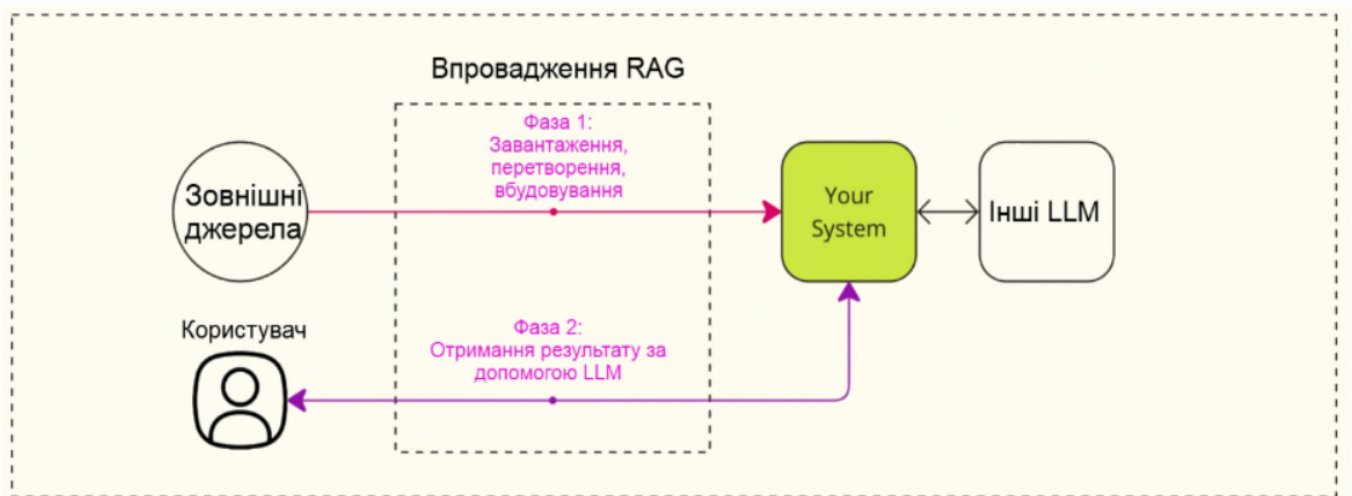 Впровадження RAG
Фаза 1:
Завантаження,
перетворення,
вбудовування
Зовнішні
джерела
Your
System
Інші LLM
Користувач
Фаза 2:
Отримання результату за
допомогою LLM